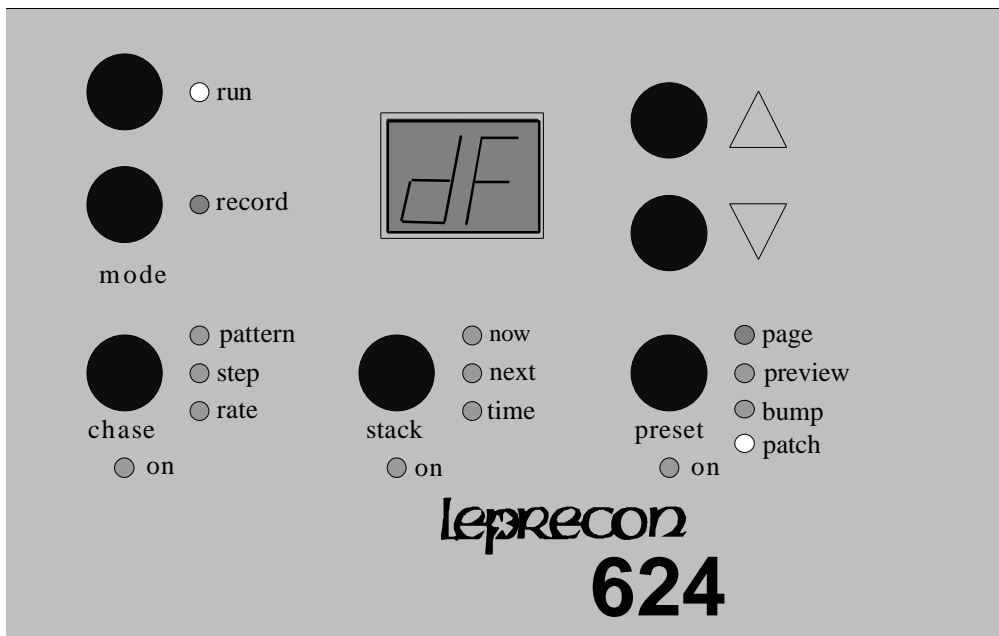 run
record
mode
dF
pattern
step
rate
chase
on
now
next
time
stack
on
page
preview
bump
patch
preset
on
leprecon
624